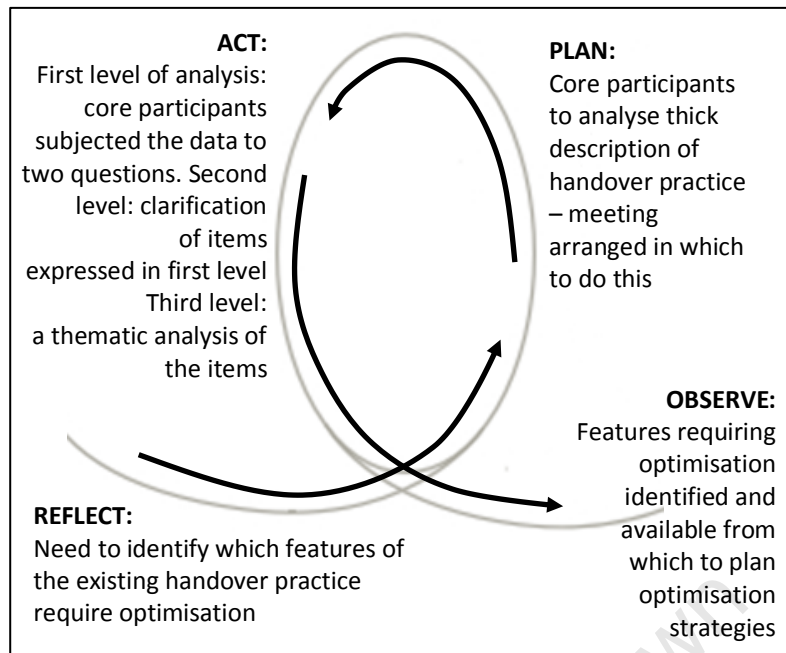 ACT:
First level of analysis:
core participants
subjected the data to
two questions. Second
level: clarification
of items
expressed in first level
Third level:
a thematic analysis of
the items
PLAN:
Core participants
to analyse thick
description of
handover practice
– meeting
arranged in which
to do this
OBSERVE:
Features requiring
optimisation
identified and
available from
which to plan
optimisation
strategies
REFLECT:
Need to identify which features of
the existing handover practice
require optimisation